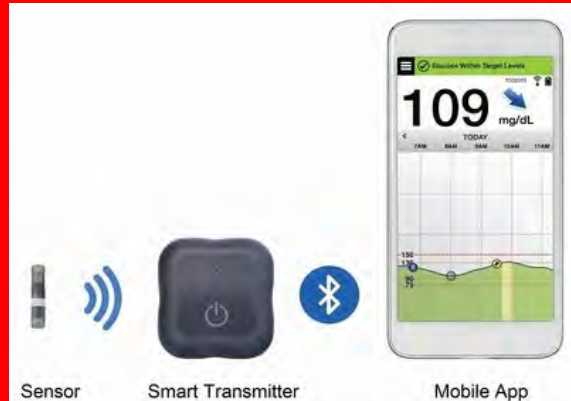 Glucose Within Target Levels
109
mg/dL
TODAY
7AM 8AM 9AM 10AM 11AM
150
Sensor
Smart Transmitter
Mobile App